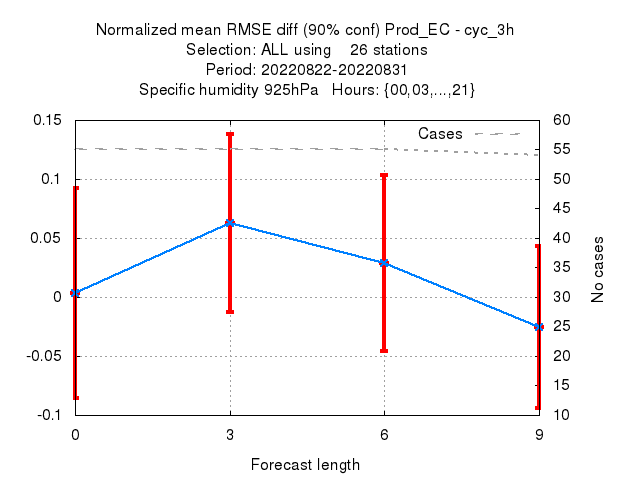 Normalized mean RMSE diff (90% conf) Prod_EC - cyc_3h
Selection: ALL using 26 stations
Period: 20220822-20220831
Specific humidity 925hPa Hours: {00,03,...,21}
0.15
0.1
0.05
0
-0.05
-0.1
Cases
60
55
50
45
40
35
30
25
20
15
10
No cases
0 3 6 9
Forecast length